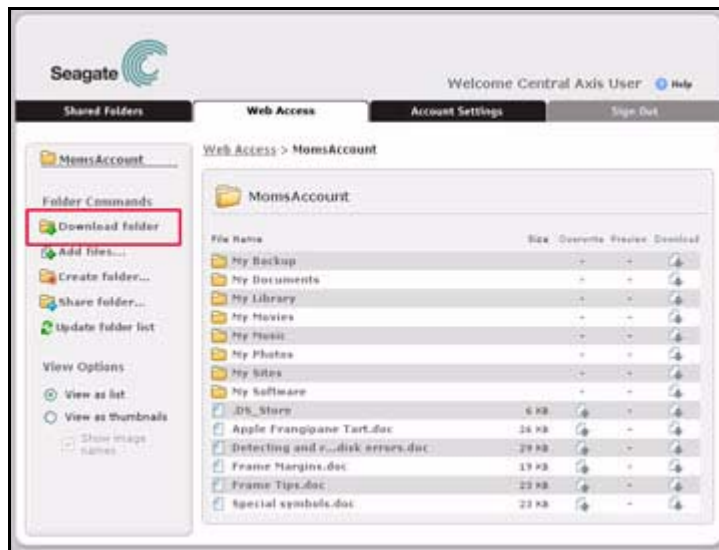 Seagate
Welcome Central Axis User Help
Shared Folders Web Access Account Settings Sign Out
MomsAccount
Folder Commands
Download folder
Add files...
Create folder...
Share folder...
Update folder list
View Options
View as list
View as thumbnails
Show image
names
Web Access > MomsAccount
MomsAccount
File Name Size Overwrite Preview Download
My Backup - -
My Documents - -
My Library - -
My Movies - -
My Music - -
My Photos - -
My Sites - -
My Software - -
.DS_Store 6 KB -
Apple Frangipane Tart.doc 26 KB -
Detecting and r...disk errors.doc 29 KB -
Frame Margins.doc 19 KB -
Frame Tips.doc 23 KB -
Special symbols.doc 23 KB -